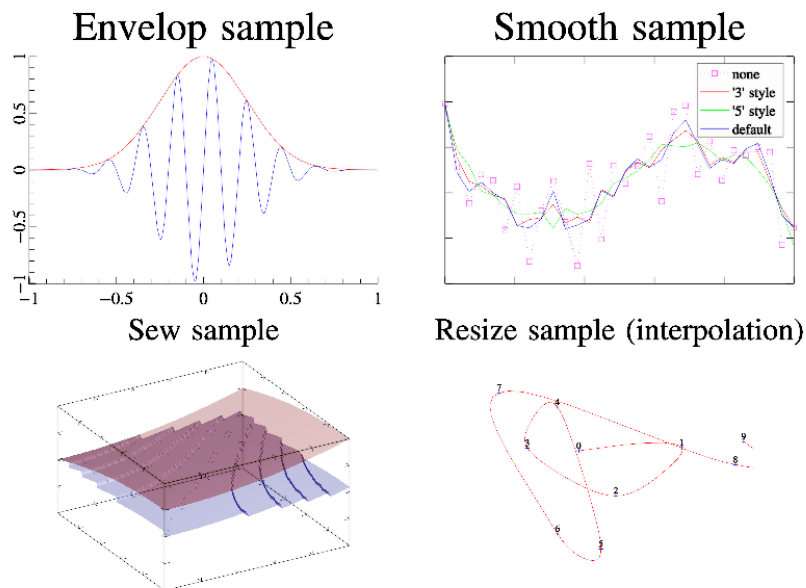 Envelop sample
1
0.5
0
−0.5
−1
−1
−0.5
0
0.5
1
Smooth sample
none
'3' style
'5' style
default
Sew sample
Resize sample (interpolation)
7
4
3
0
1
9
8
2
6
5